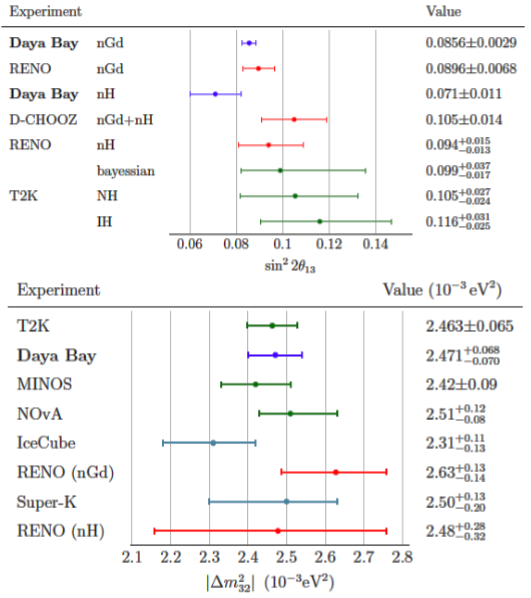 Experiment Value
Daya Bay nGd 0.0856±0.0029
RENO nGd 0.0896±0.0068
Daya Bay nH 0.071±0.011
D-CHOOZ nGd+nH 0.105±0.014
RENO nH 0.094+0.015−0.013
bayessian 0.099+0.037−0.017
T2K NH 0.105+0.027−0.024
IH 0.116+0.031−0.025
0.06 0.08 0.1 0.12 0.14
sin² 2θ₁₃
Experiment Value (10⁻³ eV²)
T2K 2.463±0.065
Daya Bay 2.471+0.068−0.070
MINOS 2.42±0.09
NOvA 2.51+0.12−0.08
IceCube 2.31+0.11−0.13
RENO (nGd) 2.63+0.13−0.14
Super-K 2.50+0.13−0.20
RENO (nH) 2.48+0.28−0.32
2.1 2.2 2.3 2.4 2.5 2.6 2.7 2.8
|Δm²₃₂| (10⁻³eV²)